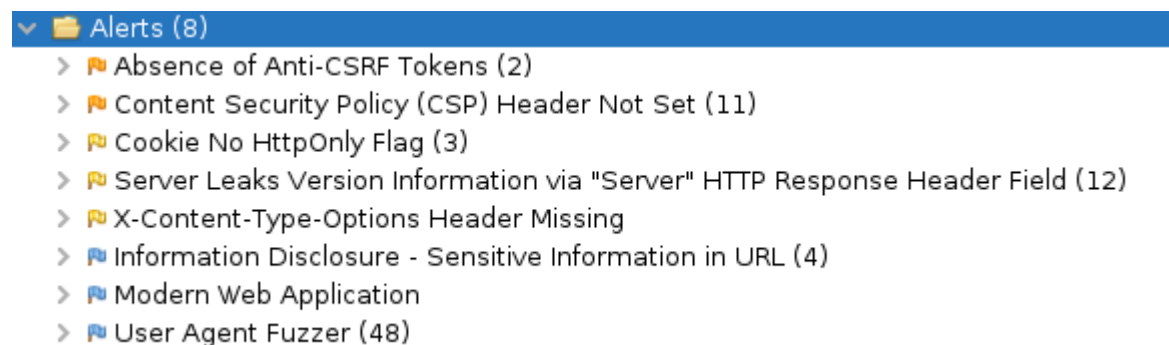 Alerts (8)
Absence of Anti-CSRF Tokens (2)
Content Security Policy (CSP) Header Not Set (11)
Cookie No HttpOnly Flag (3)
Server Leaks Version Information via "Server" HTTP Response Header Field (12)
X-Content-Type-Options Header Missing
Information Disclosure - Sensitive Information in URL (4)
Modern Web Application
User Agent Fuzzer (48)